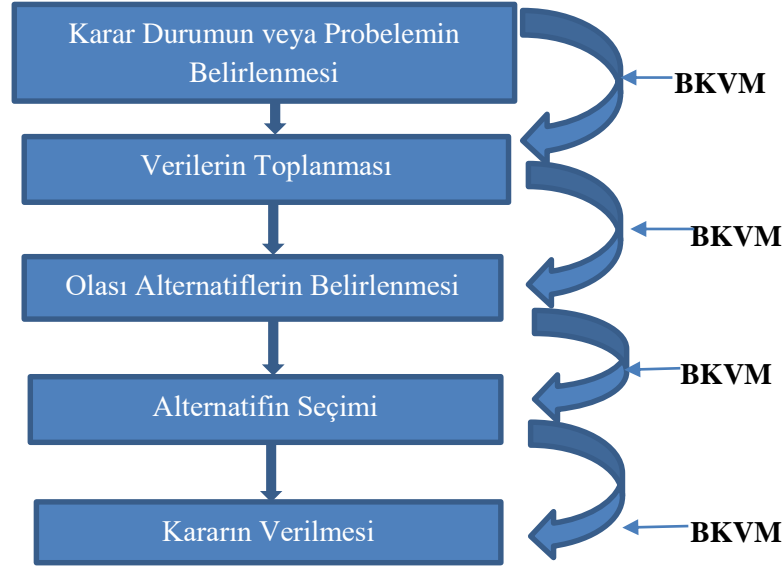 Karar Durumun veya Probelemin
Belirlenmesi
BKVM
Verilerin Toplanması
BKVM
Olası Alternatiflerin Belirlenmesi
BKVM
Alternatifin Seçimi
BKVM
Kararın Verilmesi